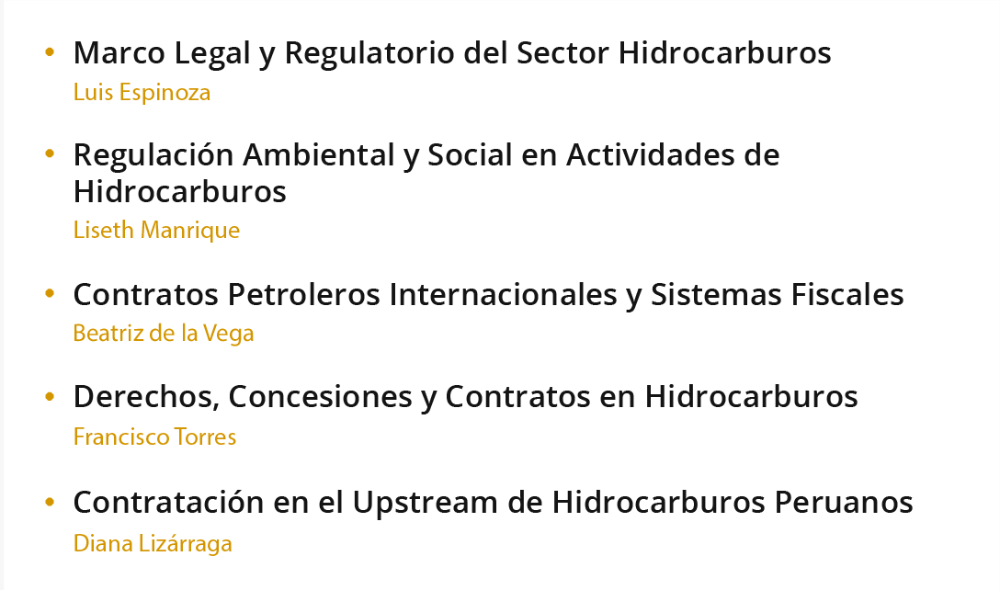 • Marco Legal y Regulatorio del Sector Hidrocarburos
Luis Espinoza
• Regulación Ambiental y Social en Actividades de
Hidrocarburos
Liseth Manrique
• Contratos Petroleros Internacionales y Sistemas Fiscales
Beatriz de la Vega
• Derechos, Concesiones y Contratos en Hidrocarburos
Francisco Torres
• Contratación en el Upstream de Hidrocarburos Peruanos
Diana Lizárraga